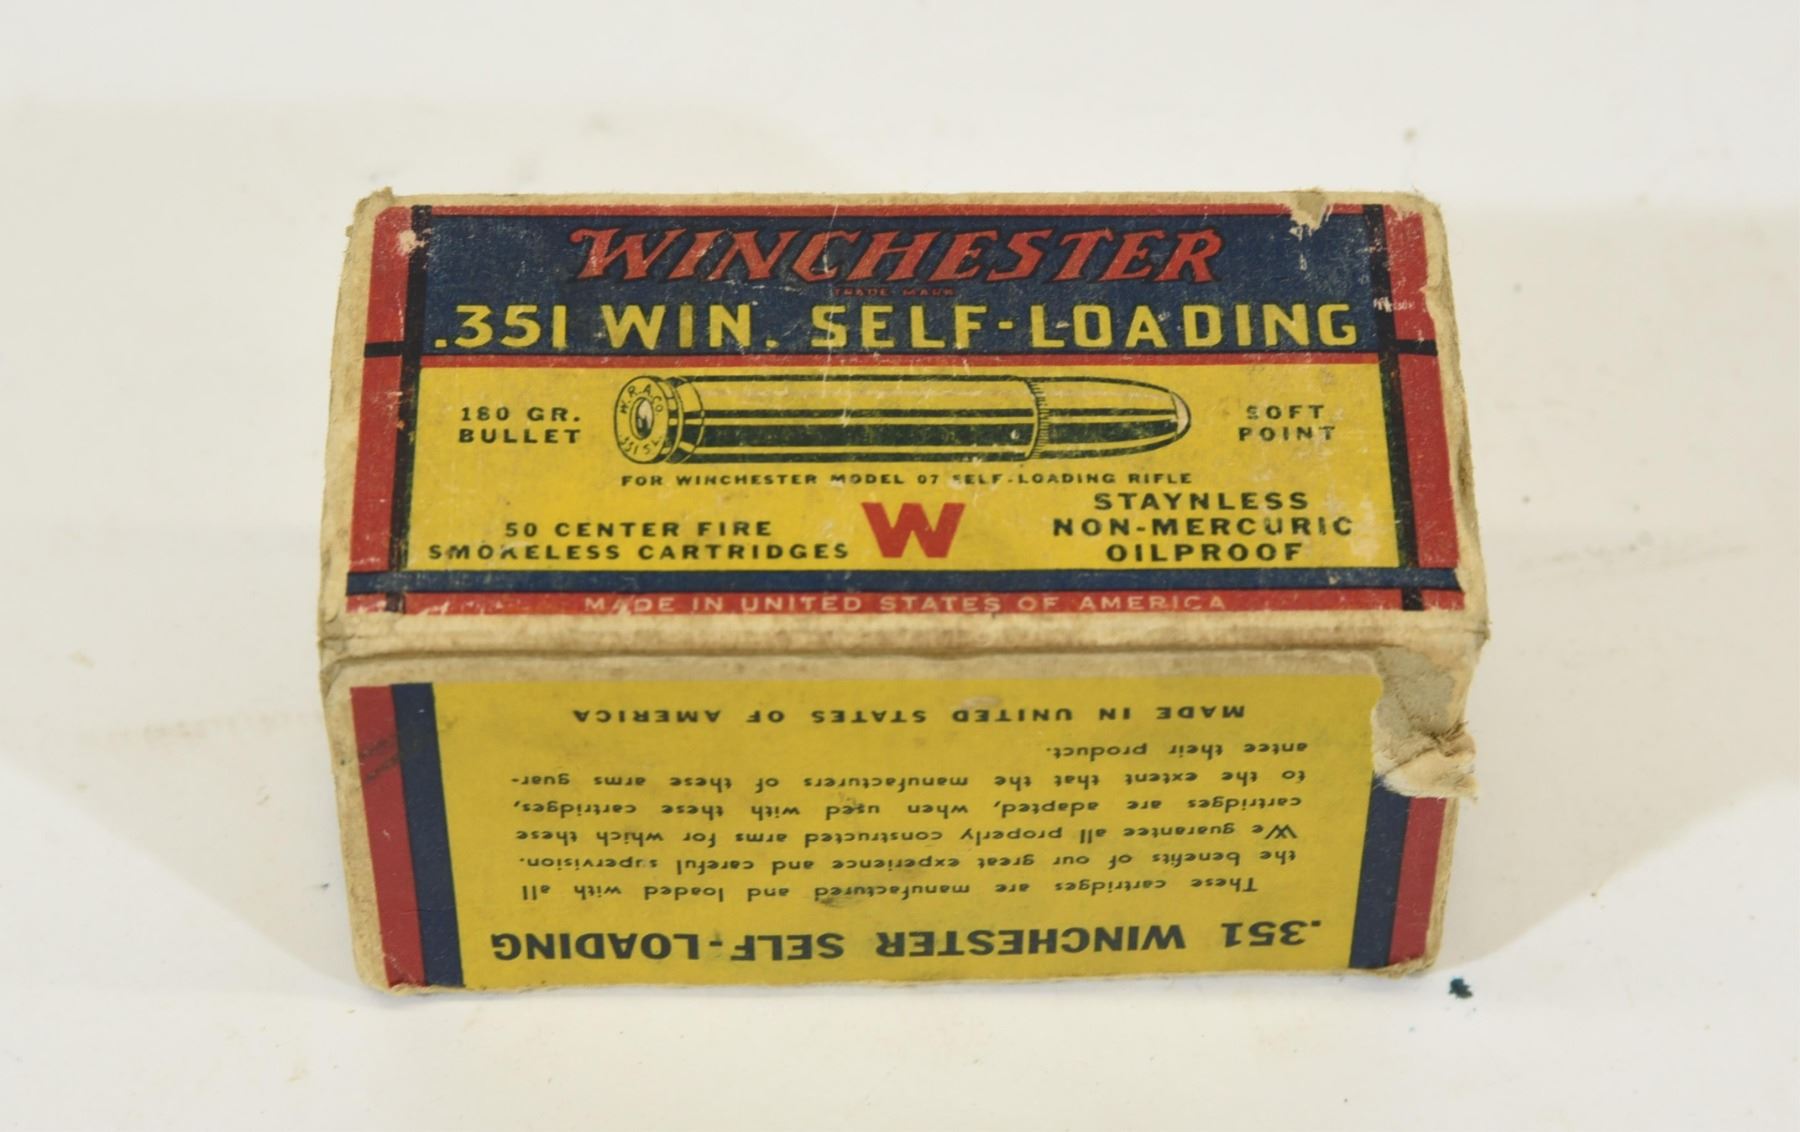 WINCHESTER
TRADE-MARK
.351 WIN. SELF-LOADING
180 GR.
BULLET
W.R.A.CO.
351 S.L.
SOFT
POINT
FOR WINCHESTER MODEL 07 SELF-LOADING RIFLE
50 CENTER FIRE
SMOKELESS CARTRIDGES
W
STAYNLESS
NON-MERCURIC
OILPROOF
MADE IN UNITED STATES OF AMERICA
.351 WINCHESTER SELF-LOADING
These cartridges are manufactured and loaded with all
the benefits of our great experience and careful supervision.
We guarantee all properly constructed arms for which these
cartridges are adapted, when used with these cartridges,
to the extent that the manufacturers of these arms guar-
antee their product.
MADE IN UNITED STATES OF AMERICA